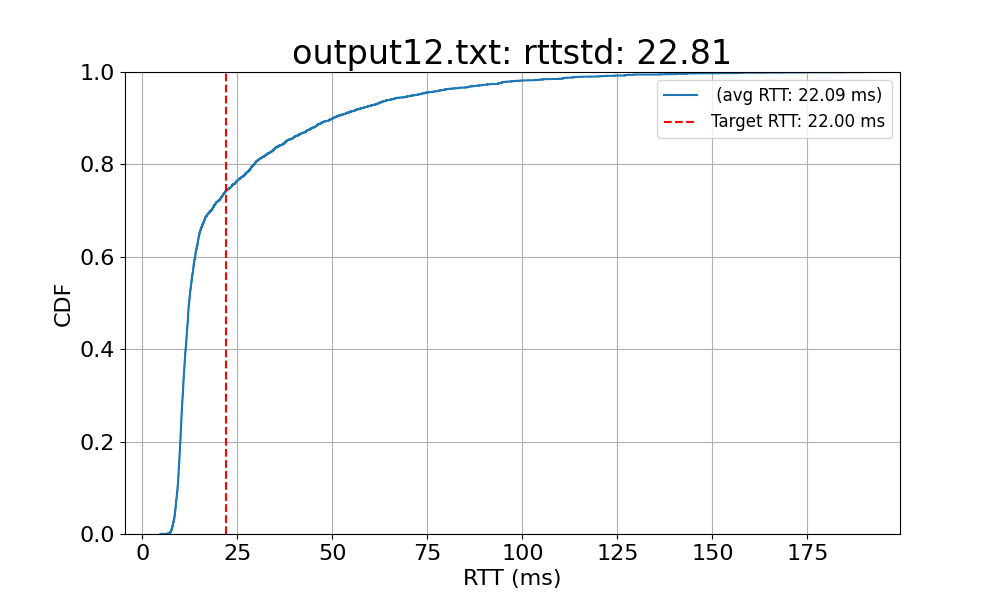 output12.txt: rttstd: 22.81
1.0
0.8
0.6
0.4
0.2
0.0
CDF
(avg RTT: 22.09 ms)
Target RTT: 22.00 ms
0 25 50 75 100 125 150 175
RTT (ms)